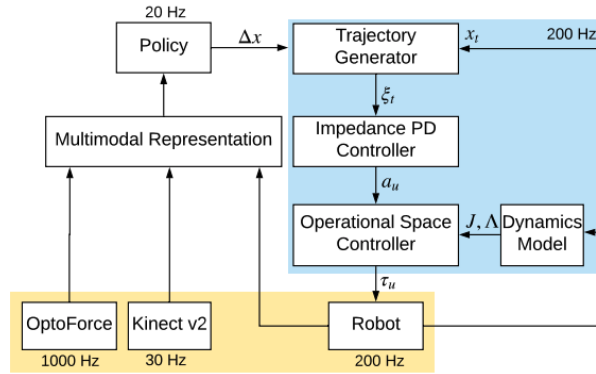 20 Hz
Policy
Δx
Trajectory
Generator
x_t
200 Hz
ξ_t
Multimodal Representation
Impedance PD
Controller
a_u
Operational Space
Controller
J, Λ
Dynamics
Model
τ_u
OptoForce
Kinect v2
Robot
1000 Hz
30 Hz
200 Hz